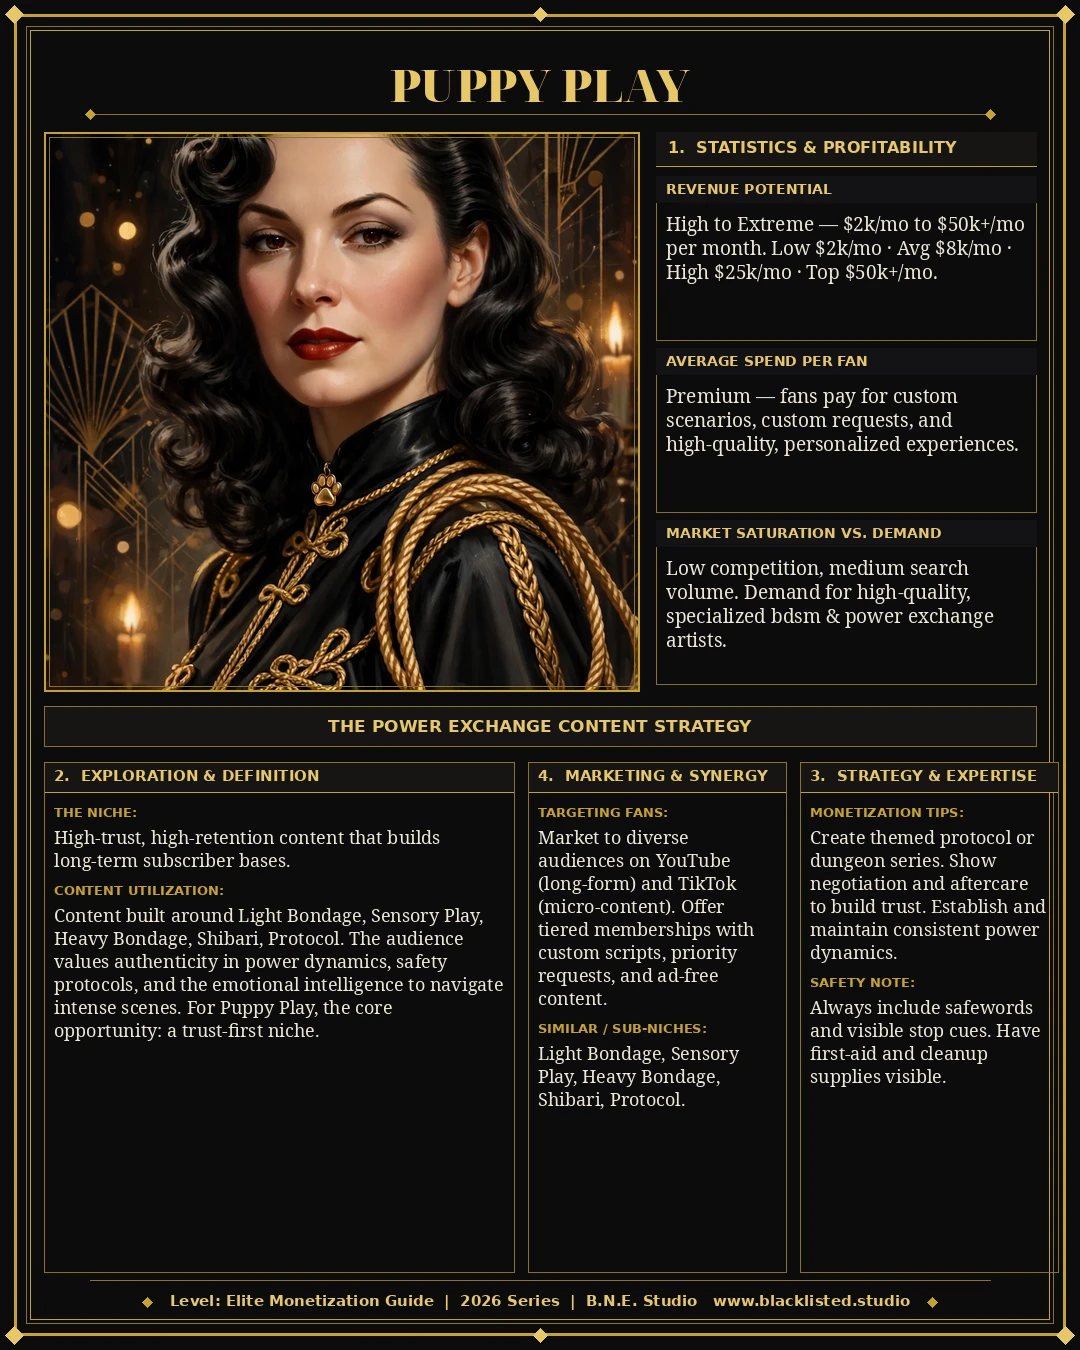 PUPPY PLAY
1. STATISTICS & PROFITABILITY
REVENUE POTENTIAL
High to Extreme — $2k/mo to $50k+/mo
per month. Low $2k/mo · Avg $8k/mo ·
High $25k/mo · Top $50k+/mo.
AVERAGE SPEND PER FAN
Premium — fans pay for custom
scenarios, custom requests, and
high-quality, personalized experiences.
MARKET SATURATION VS. DEMAND
Low competition, medium search
volume. Demand for high-quality,
specialized bdsm & power exchange
artists.
THE POWER EXCHANGE CONTENT STRATEGY
2. EXPLORATION & DEFINITION
THE NICHE:
High-trust, high-retention content that builds
long-term subscriber bases.
CONTENT UTILIZATION:
Content built around Light Bondage, Sensory Play,
Heavy Bondage, Shibari, Protocol. The audience
values authenticity in power dynamics, safety
protocols, and the emotional intelligence to navigate
intense scenes. For Puppy Play, the core
opportunity: a trust-first niche.
4. MARKETING & SYNERGY
TARGETING FANS:
Market to diverse
audiences on YouTube
(long-form) and TikTok
(micro-content). Offer
tiered memberships with
custom scripts, priority
requests, and ad-free
content.
SIMILAR / SUB-NICHES:
Light Bondage, Sensory
Play, Heavy Bondage,
Shibari, Protocol.
3. STRATEGY & EXPERTISE
MONETIZATION TIPS:
Create themed protocol or
dungeon series. Show
negotiation and aftercare
to build trust. Establish and
maintain consistent power
dynamics.
SAFETY NOTE:
Always include safewords
and visible stop cues. Have
first-aid and cleanup
supplies visible.
Level: Elite Monetization Guide | 2026 Series | B.N.E. Studio www.blacklisted.studio